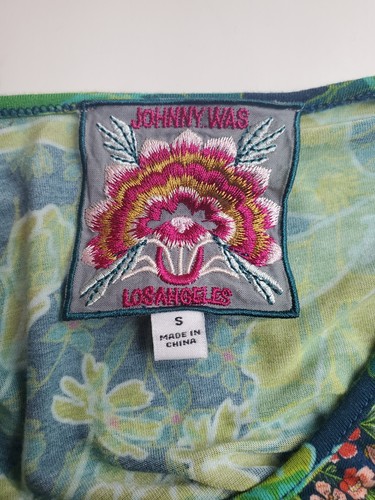 JOHNNY WAS
LOS ANGELES
S
MADE IN
CHINA